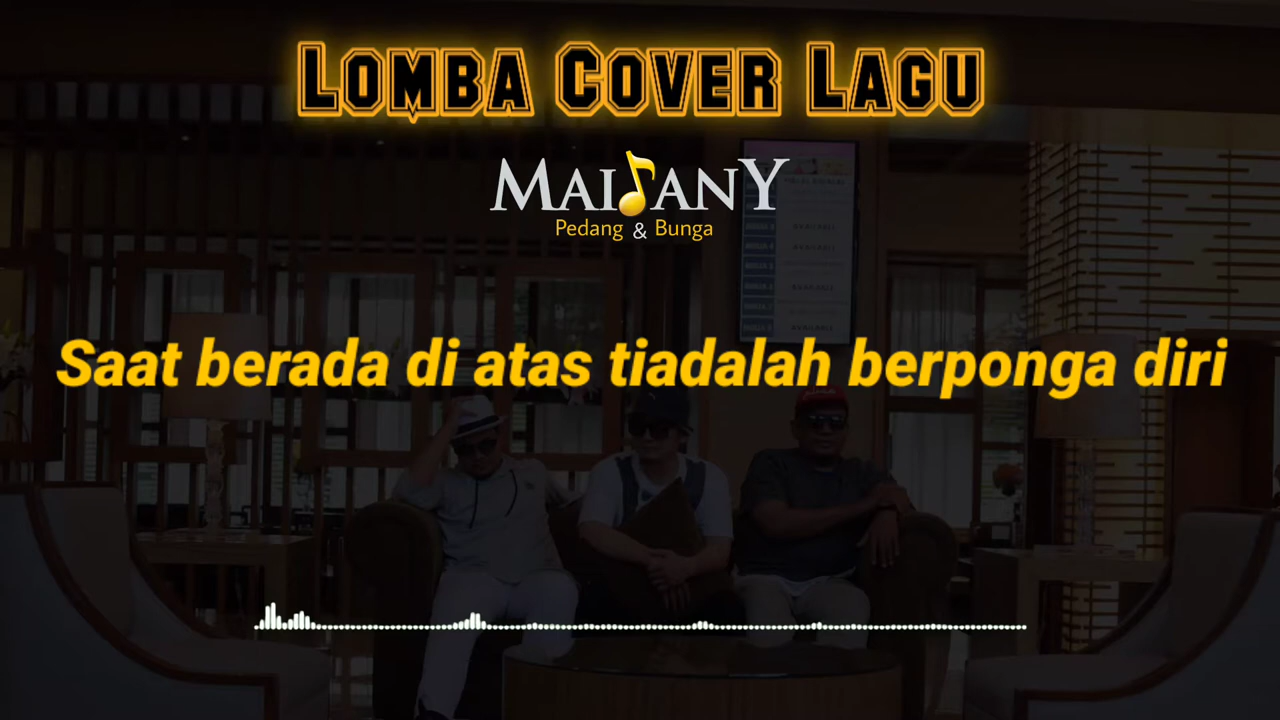 LOMBA COVER LAGU
MAIDANY
Pedang & Bunga
Saat berada di atas tiadalah berponga diri